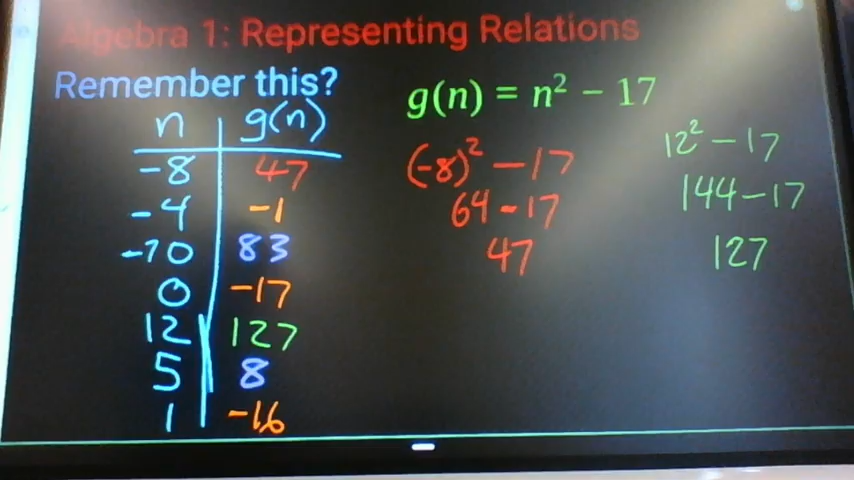 Algebra 1: Representing Relations
Remember this?
g(n) = n² − 17
n | g(n)
-8 | 47
-4 | -1
-10 | 83
0 | -17
12 | 127
5 | 8
1 | -16
(-8)² - 17
64 - 17
47
12² - 17
144 - 17
127